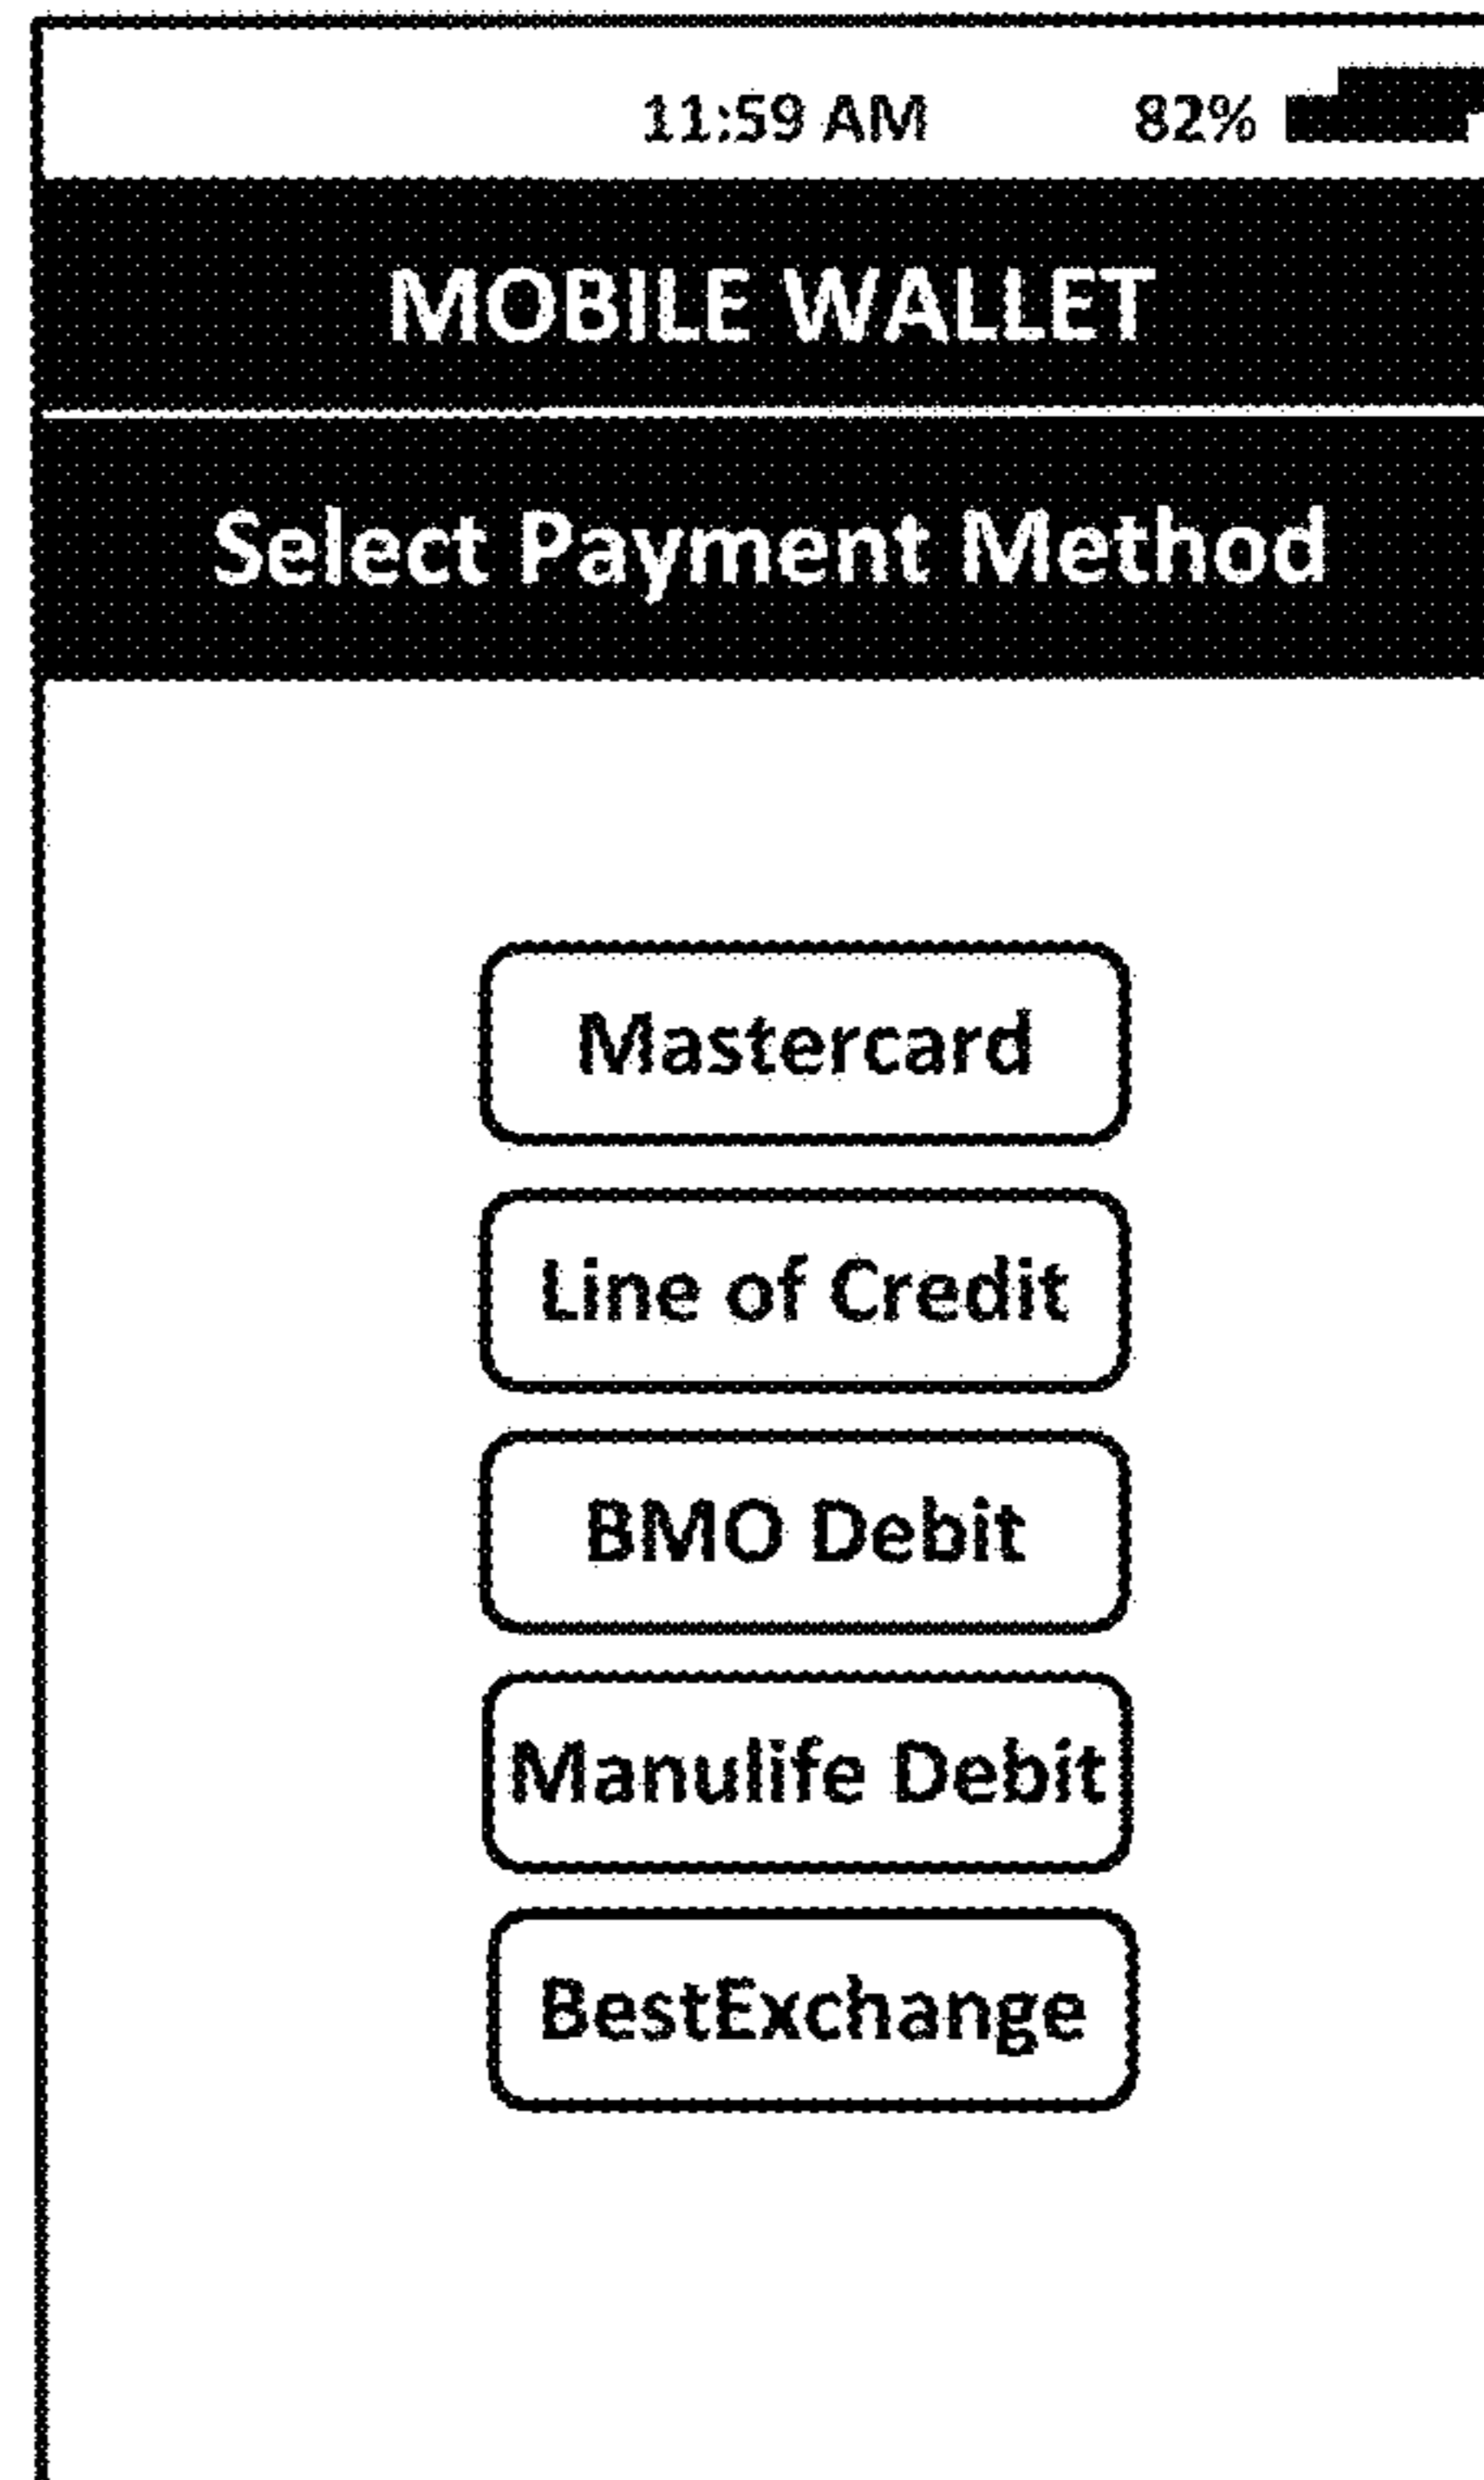 11:59 AM 82%
MOBILE WALLET
Select Payment Method
Mastercard
Line of Credit
BMO Debit
Manulife Debit
BestExchange